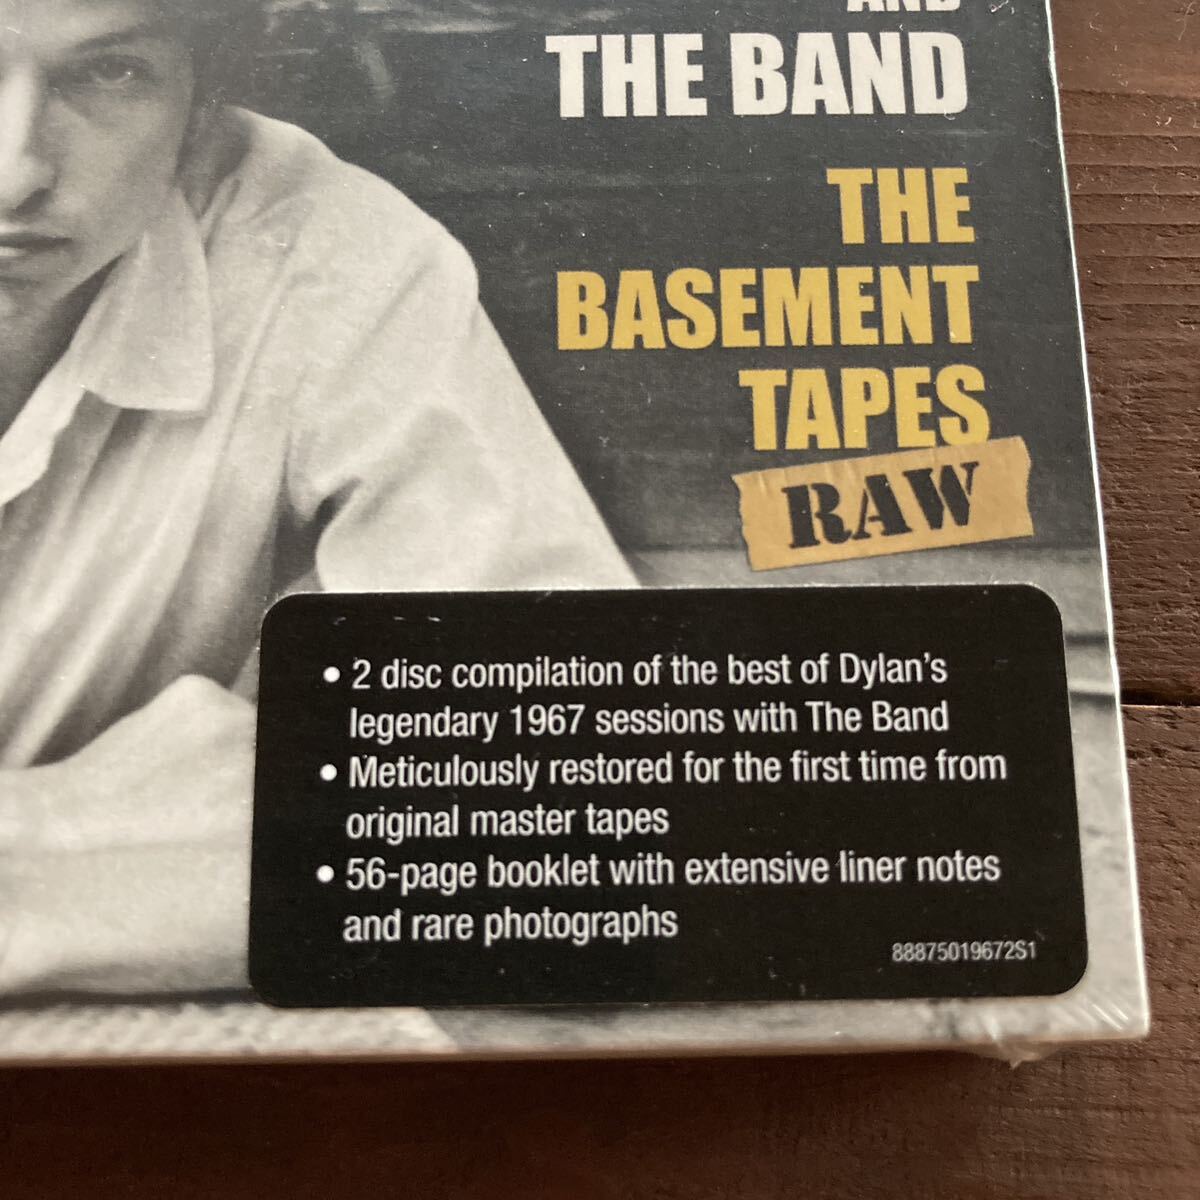 AND
THE BAND
THE
BASEMENT
TAPES
RAW
• 2 disc compilation of the best of Dylan's
legendary 1967 sessions with The Band
• Meticulously restored for the first time from
original master tapes
• 56-page booklet with extensive liner notes
and rare photographs
88875019672S1